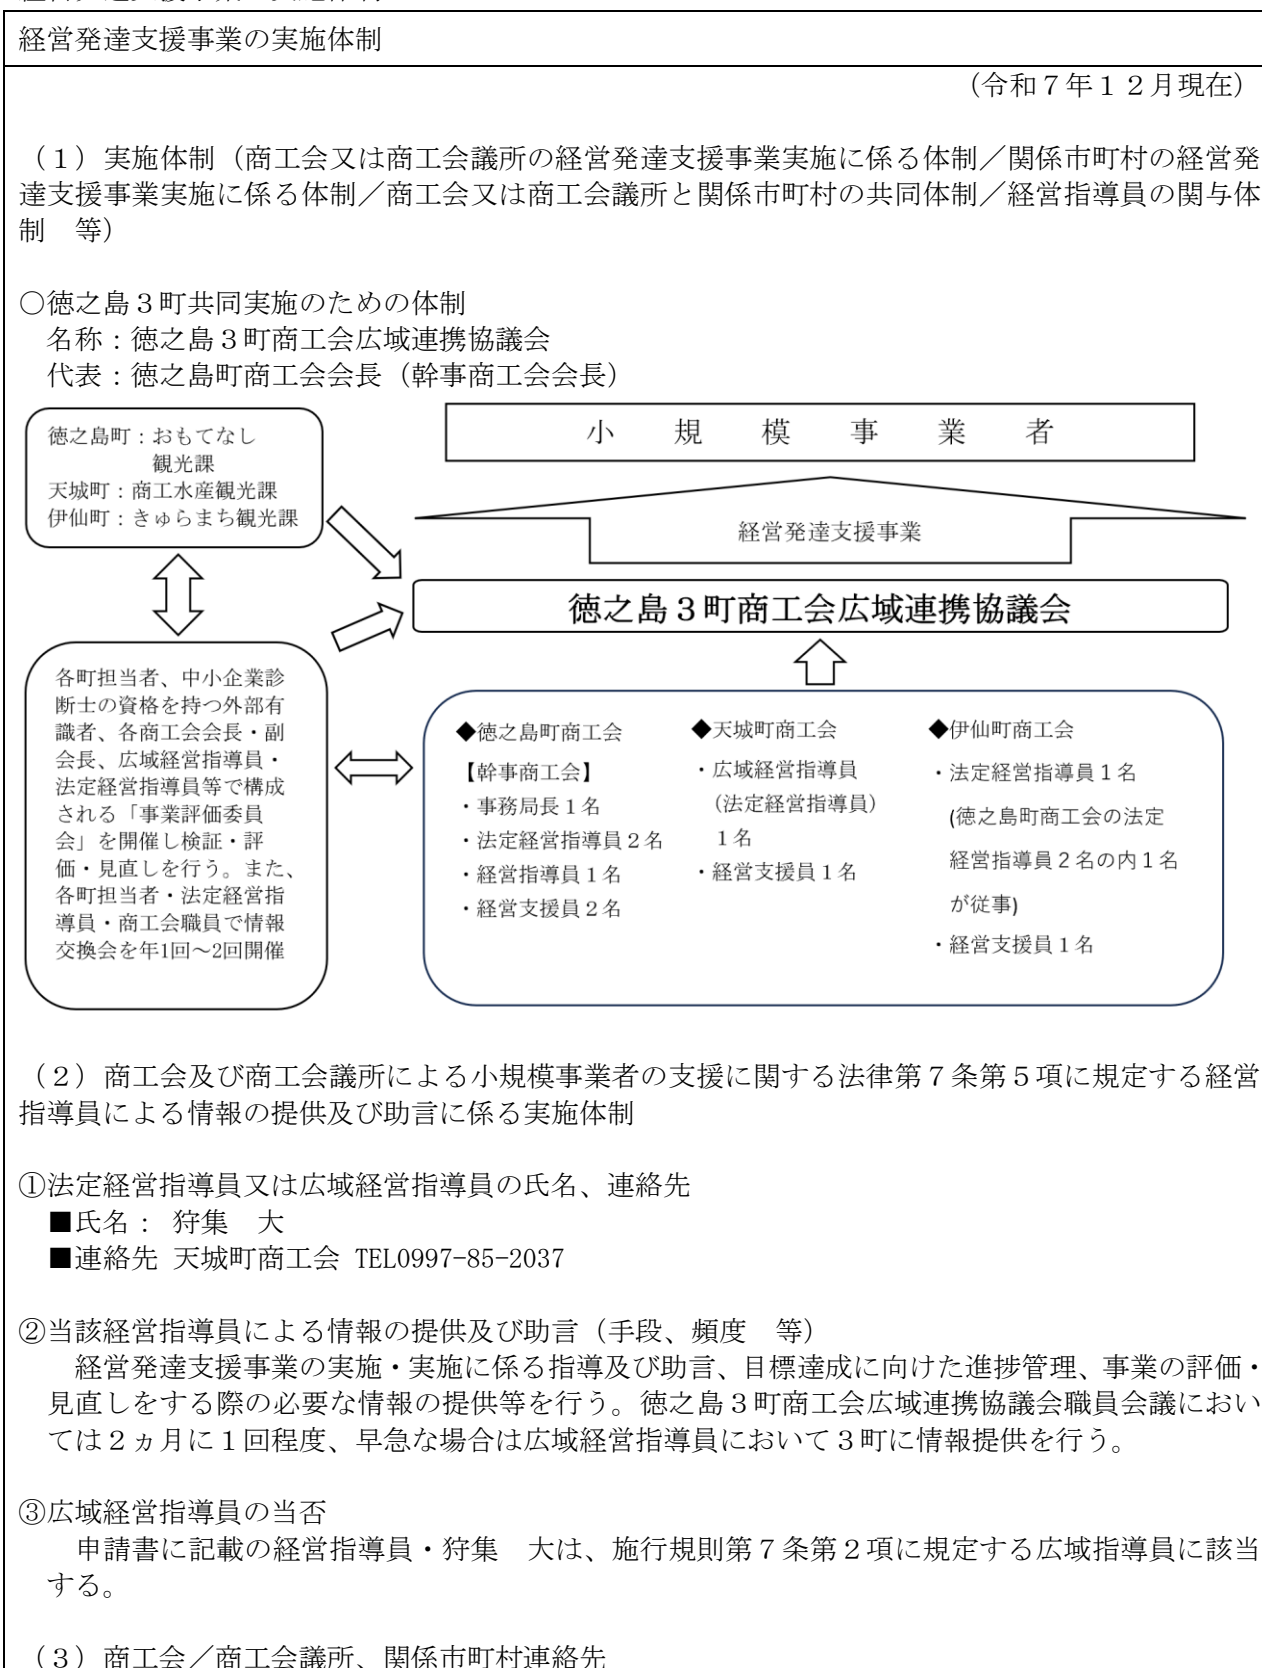 経営発達支援事業の実施体制
(令和7年12月現在)
(1)実施体制(商工会又は商工会議所の経営発達支援事業実施に係る体制/関係市町村の経営発
達支援事業実施に係る体制/商工会又は商工会議所と関係市町村の共同体制/経営指導員の関与体
制 等)
○徳之島3町共同実施のための体制
名称:徳之島3町商工会広域連携協議会
代表:徳之島町商工会会長(幹事商工会会長)
徳之島町:おもてなし
観光課
天城町:商工水産観光課
伊仙町:きゅらまち観光課
小規模事業者
経営発達支援事業
徳之島3町商工会広域連携協議会
各町担当者、中小企業診
断士の資格を持つ外部有
識者、各商工会会長・副
会長、広域経営指導員・
法定経営指導員等で構成
される「事業評価委員
会」を開催し検証・評
価・見直しを行う。また、
各町担当者・法定経営指
導員・商工会職員で情報
交換会を年1回~2回開催
◆徳之島町商工会
【幹事商工会】
・事務局長1名
・法定経営指導員2名
・経営指導員1名
・経営支援員2名
◆天城町商工会
・広域経営指導員
(法定経営指導員)
1名
・経営支援員1名
◆伊仙町商工会
・法定経営指導員1名
(徳之島町商工会の法定
経営指導員2名の内1名
が従事)
・経営支援員1名
(2)商工会及び商工会議所による小規模事業者の支援に関する法律第7条第5項に規定する経営
指導員による情報の提供及び助言に係る実施体制
①法定経営指導員又は広域経営指導員の氏名、連絡先
■氏名: 狩集 大
■連絡先 天城町商工会 TEL0997-85-2037
②当該経営指導員による情報の提供及び助言(手段、頻度 等)
経営発達支援事業の実施・実施に係る指導及び助言、目標達成に向けた進捗管理、事業の評価・
見直しをする際の必要な情報の提供等を行う。徳之島3町商工会広域連携協議会職員会議におい
ては2ヵ月に1回程度、早急な場合は広域経営指導員において3町に情報提供を行う。
③広域経営指導員の当否
申請書に記載の経営指導員・狩集 大は、施行規則第7条第2項に規定する広域指導員に該当
する。
(3)商工会/商工会議所、関係市町村連絡先